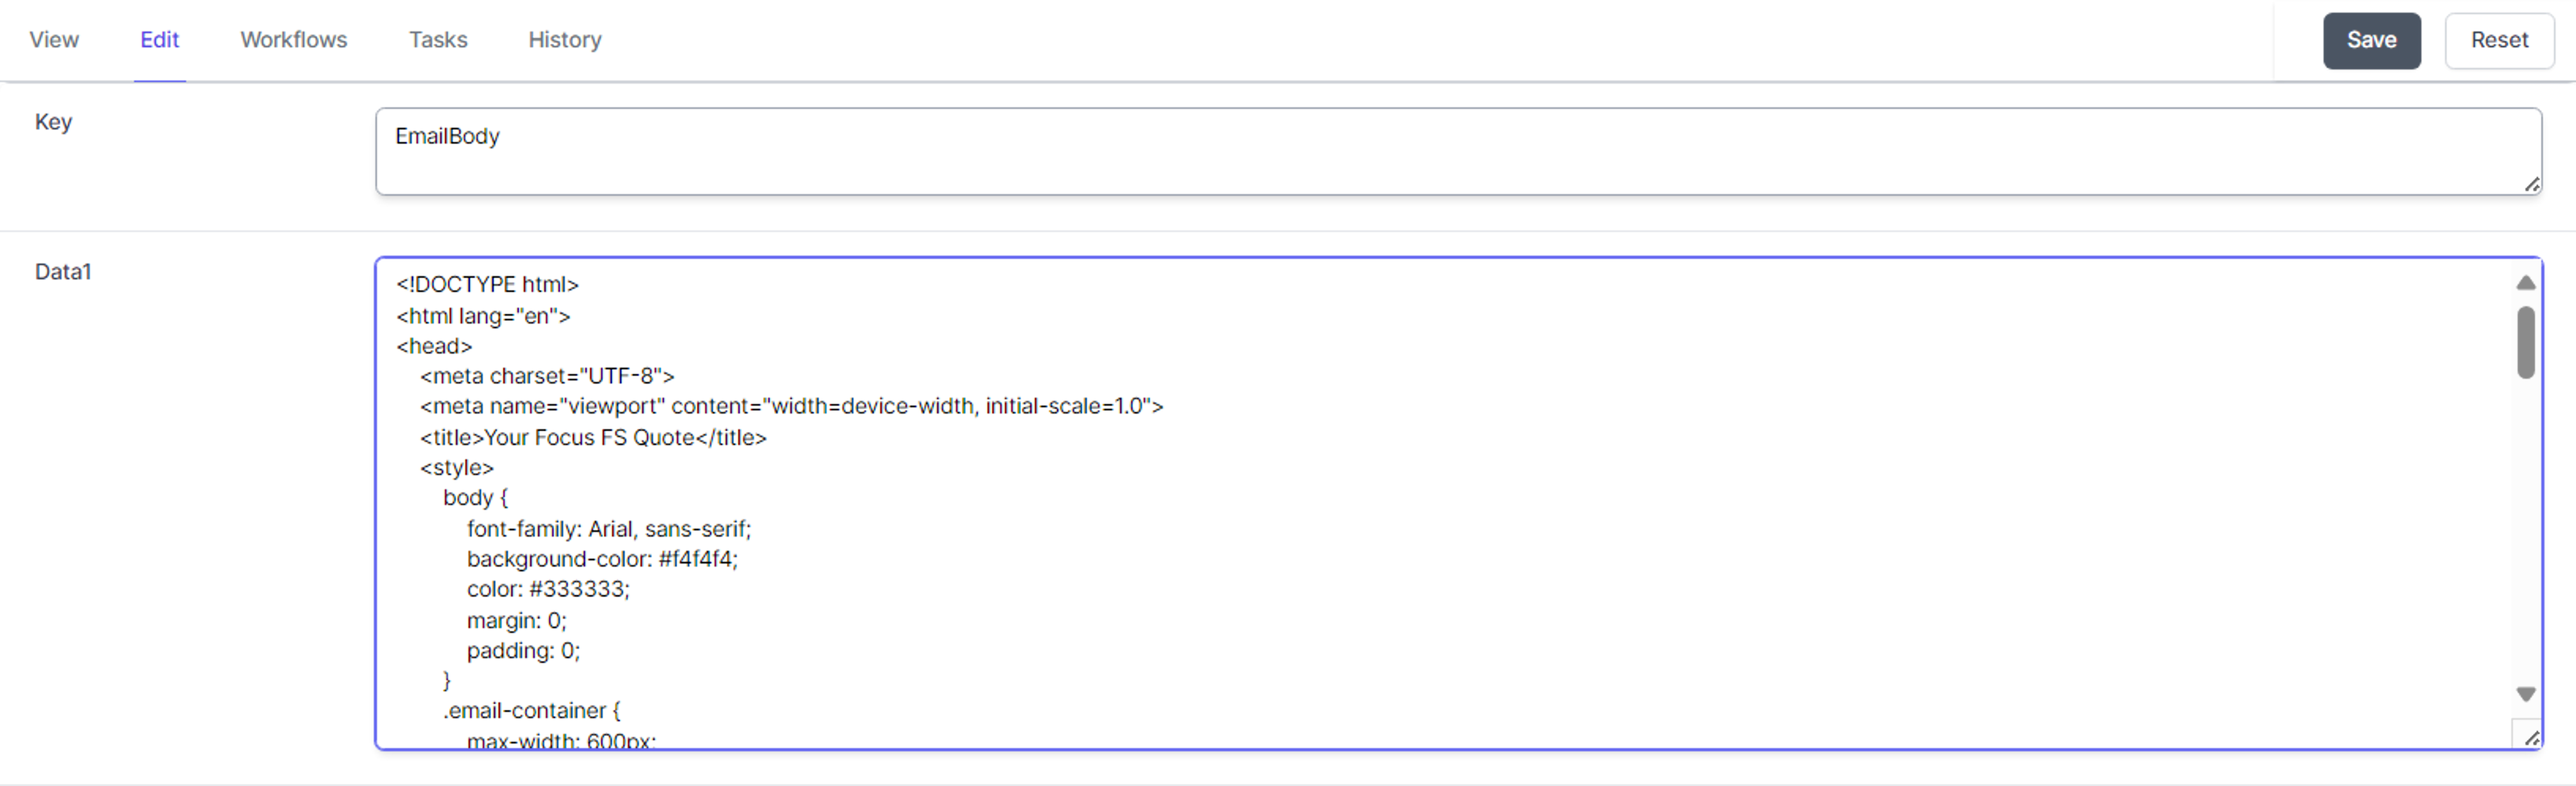 View Edit Workflows Tasks History Save Reset
Key
EmailBody
Data1
<!DOCTYPE html>
<html lang="en">
<head>
<meta charset="UTF-8">
<meta name="viewport" content="width=device-width, initial-scale=1.0">
<title>Your Focus FS Quote</title>
<style>
body {
font-family: Arial, sans-serif;
background-color: #f4f4f4;
color: #333333;
margin: 0;
padding: 0;
}
.email-container {
max-width: 600px;